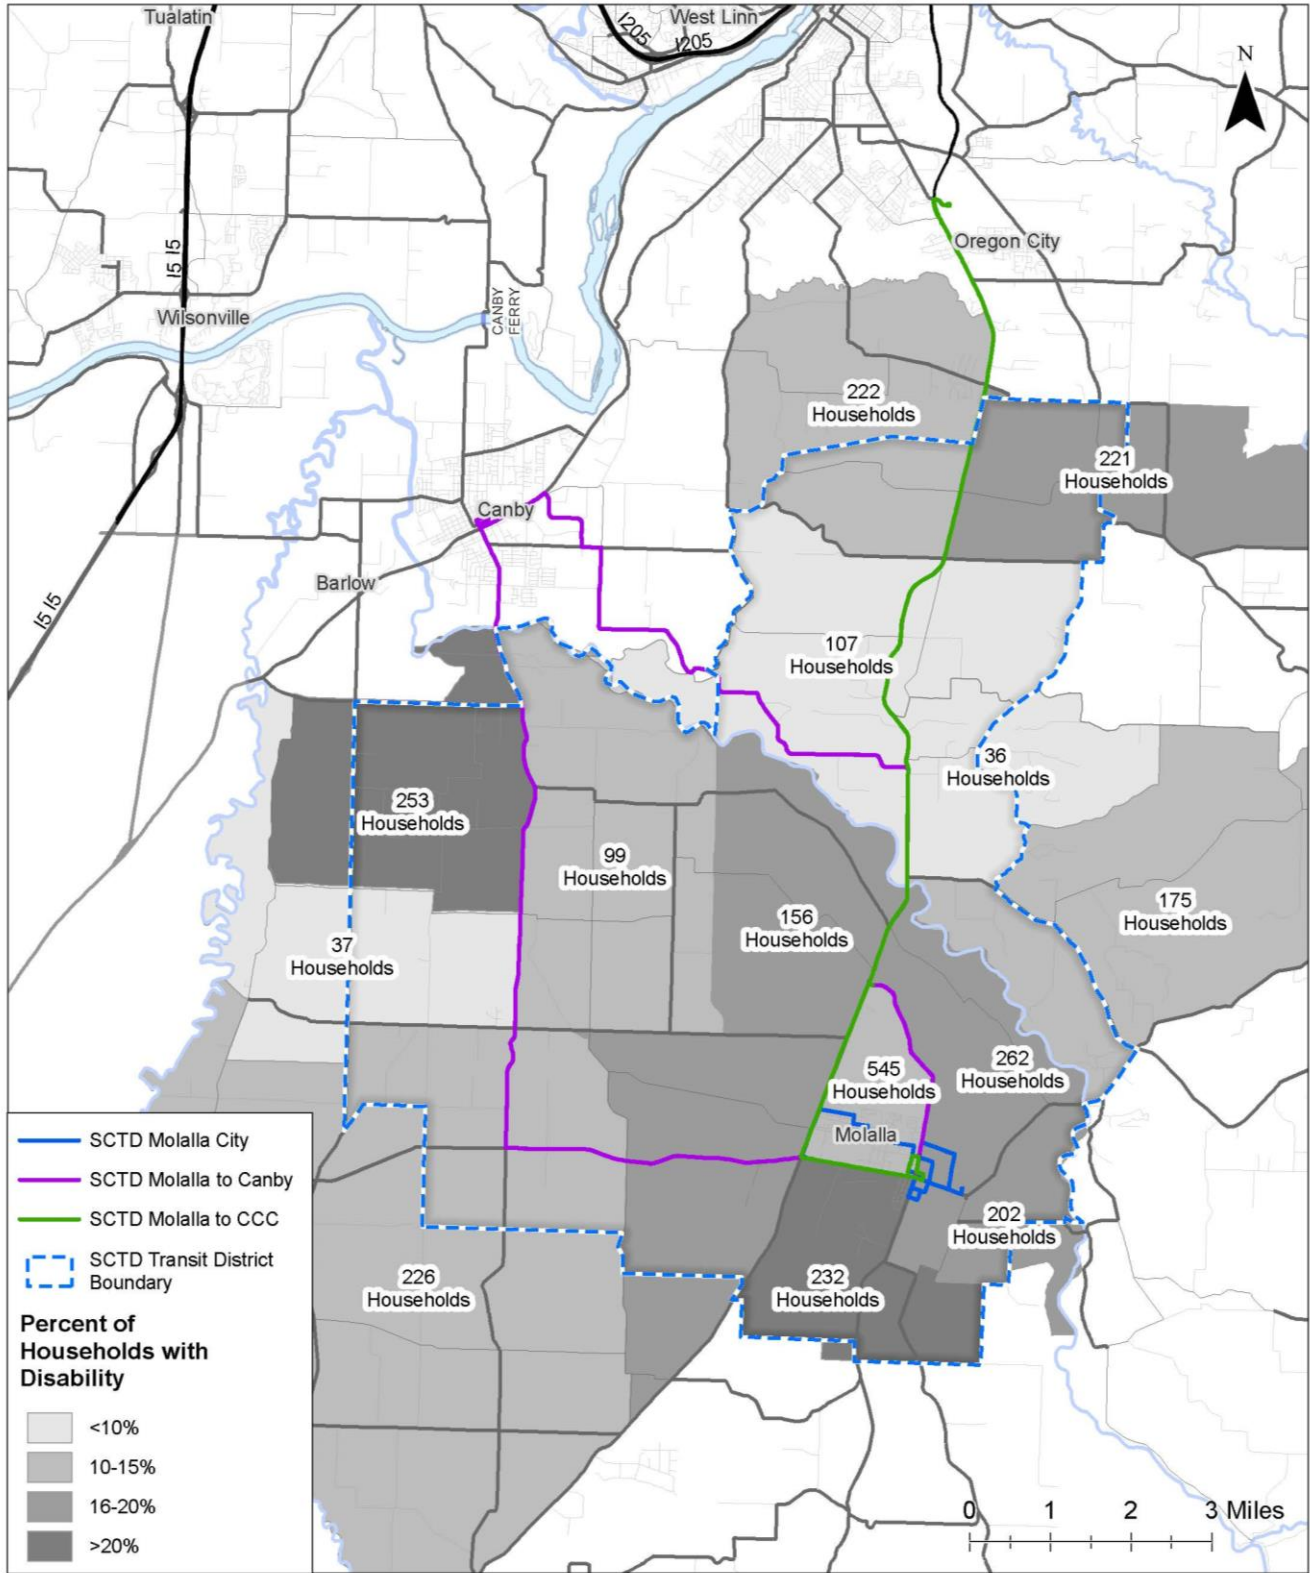 Tualatin
West Linn
I205
I205
N
I5 I5
Oregon City
Wilsonville
CANBY
FERRY
222
Households
221
Households
Canby
Barlow
I5 I5
107
Households
36
Households
253
Households
99
Households
175
Households
156
Households
37
Households
545
Households
262
Households
Molalla
202
Households
226
Households
232
Households
SCTD Molalla City
SCTD Molalla to Canby
SCTD Molalla to CCC
SCTD Transit District
Boundary
Percent of
Households with
Disability
<10%
10-15%
16-20%
>20%
0 1 2 3 Miles